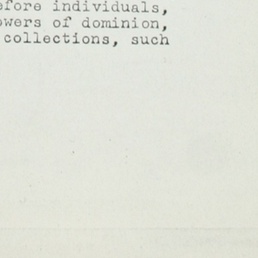 efore individuals,
owers of dominion,
collections, such